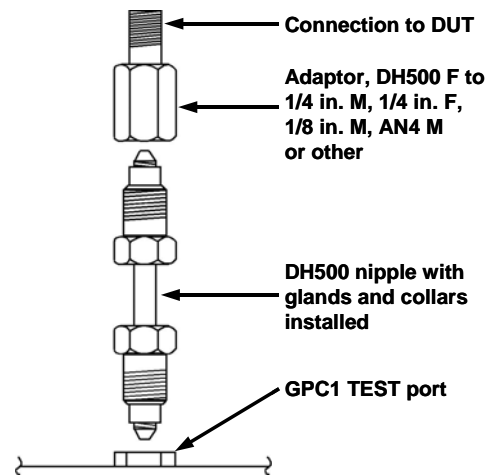 Connection to DUT
Adaptor, DH500 F to
1/4 in. M, 1/4 in. F,
1/8 in. M, AN4 M
or other
DH500 nipple with
glands and collars
installed
GPC1 TEST port